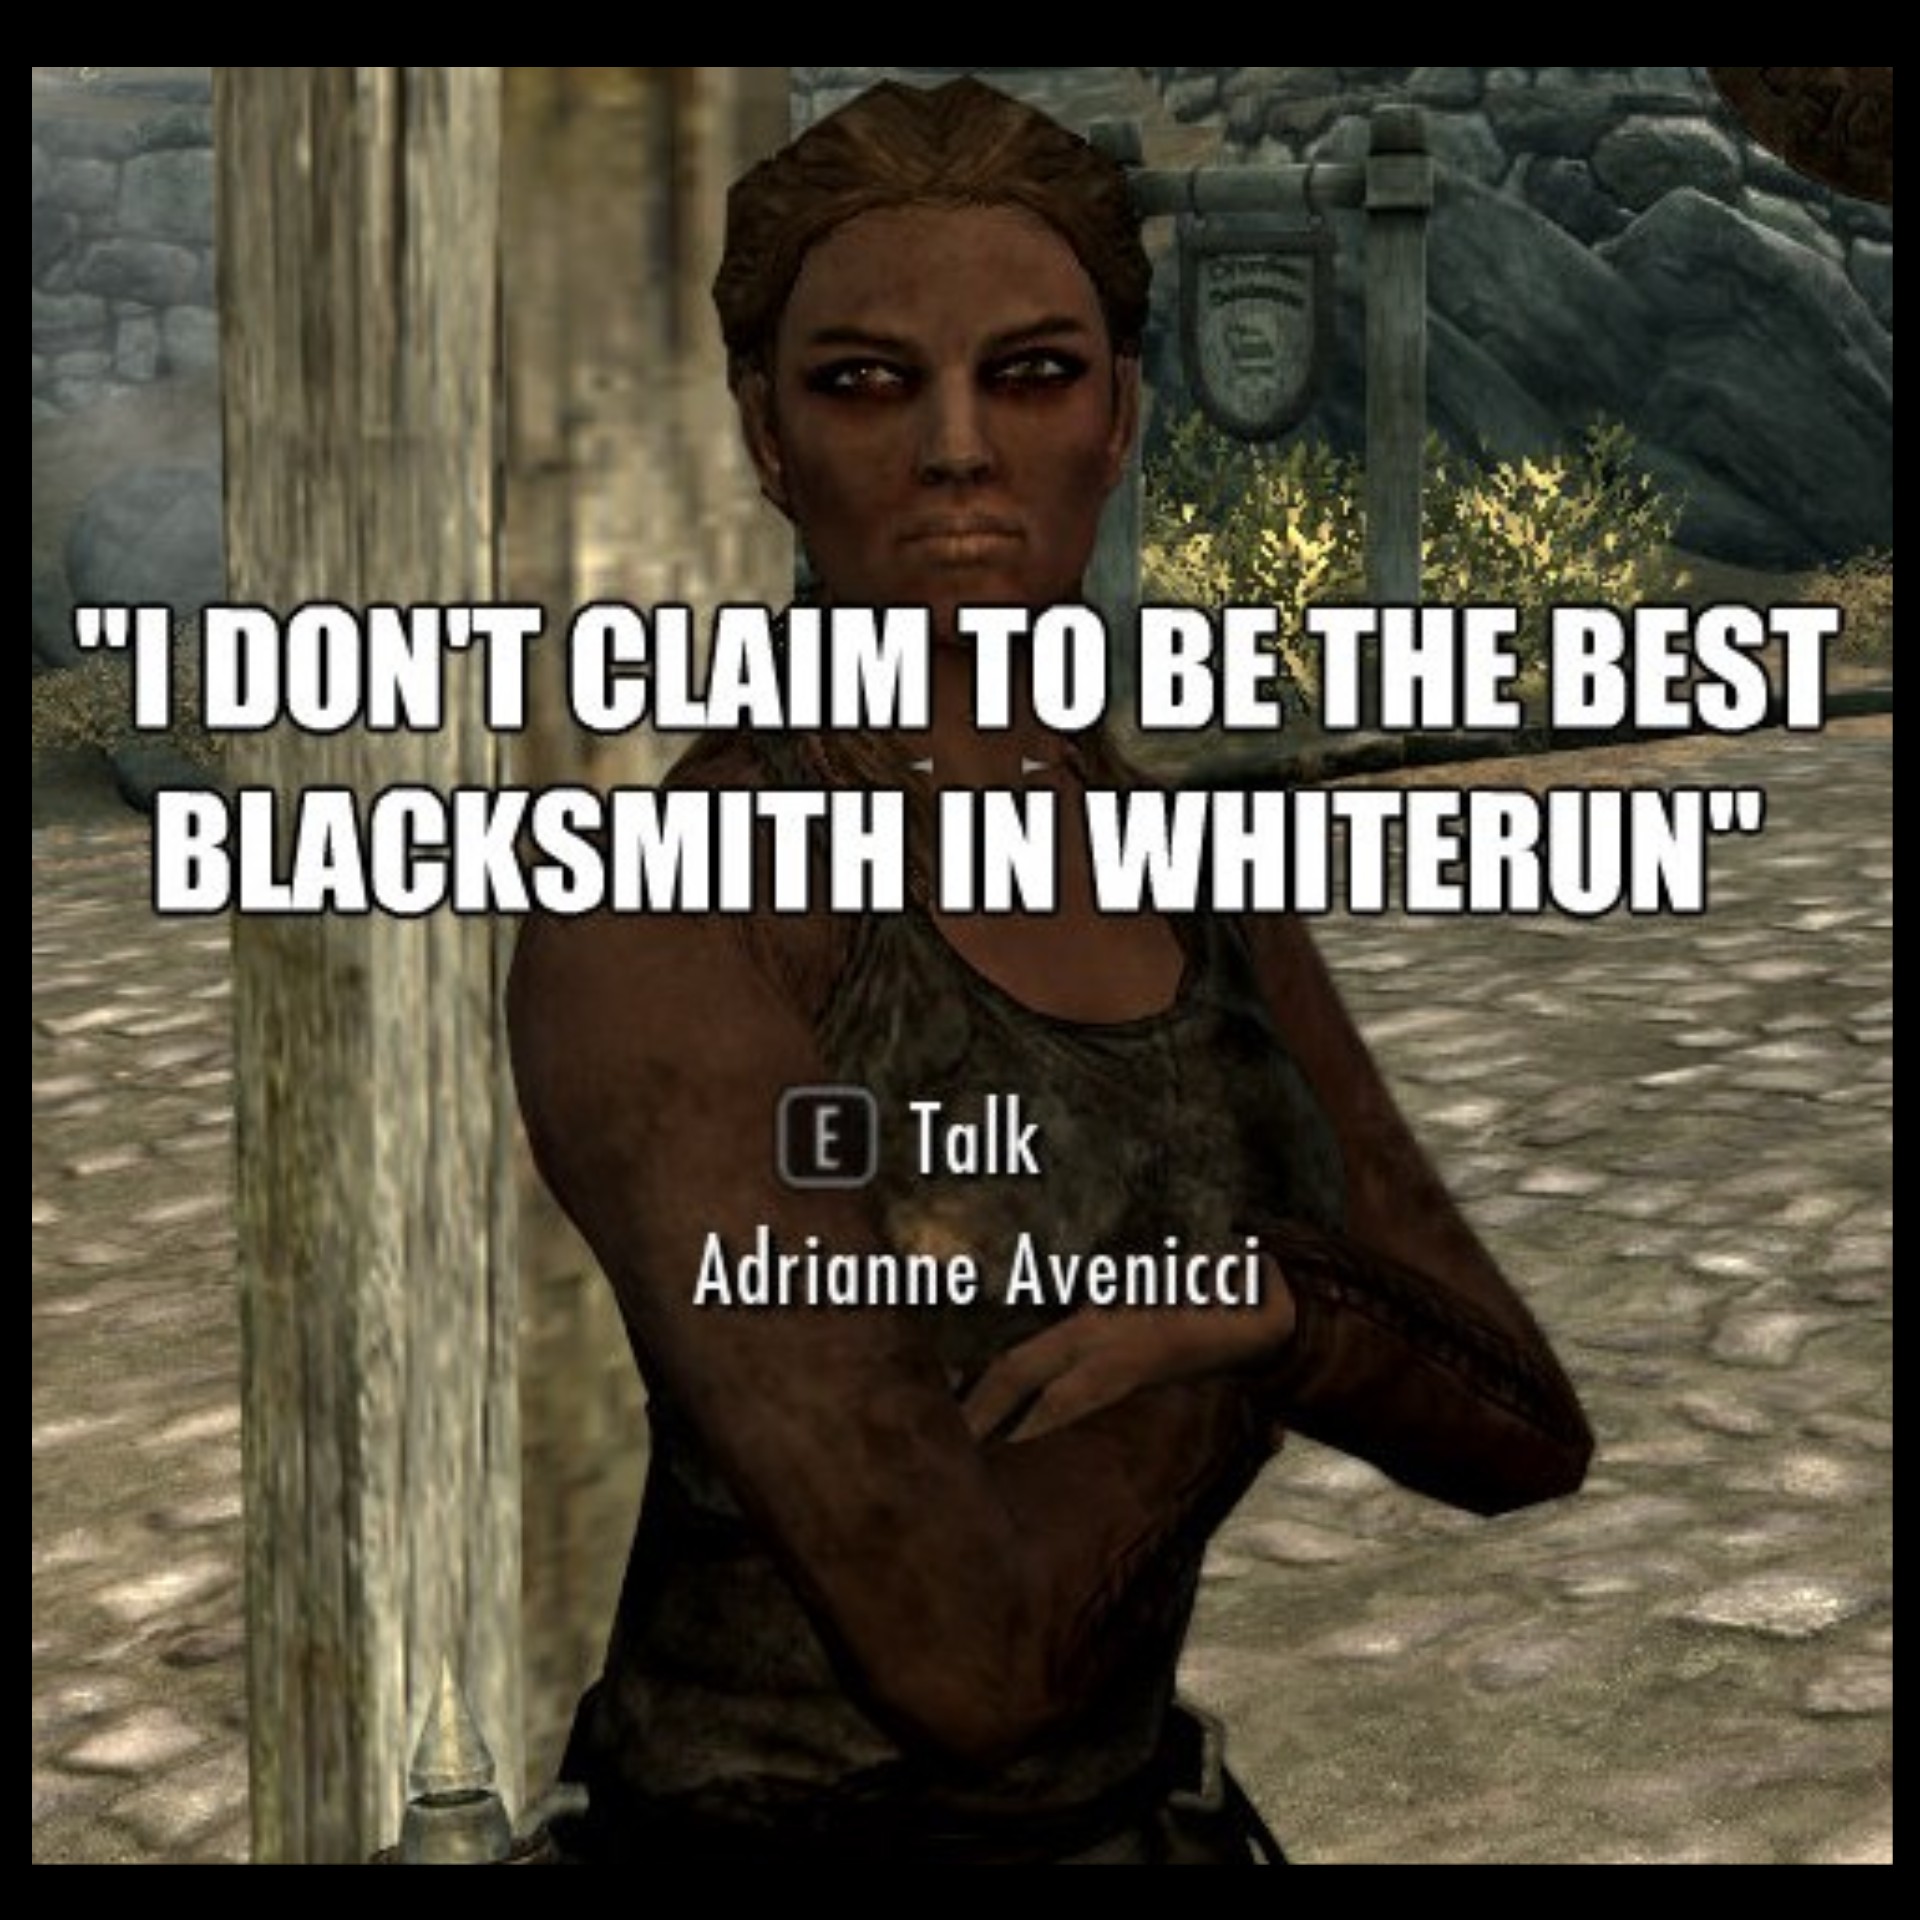 "I DON'T CLAIM TO BE THE BEST
BLACKSMITH IN WHITERUN"
E Talk
Adrianne Avenicci